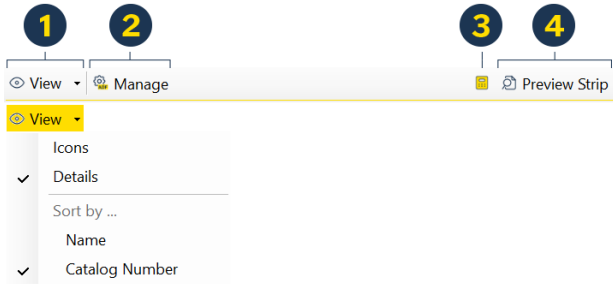 1 2 3 4
View Manage Preview Strip
View
Icons
Details
Sort by ...
Name
Catalog Number